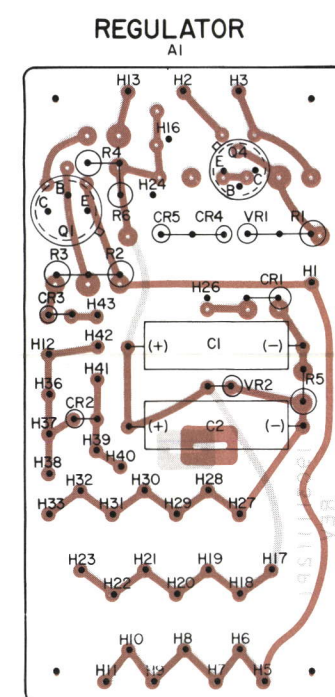 REGULATOR
A1
H13 H2 H3
H16
R4 Q4
E C
B
H24
B C E
Q1
R6
CR5 CR4 VR1 R1
R3 R2
H26 CR1 H1
CR3 H43
H42
H12
(+) C1 (-)
H41
H36
VR2 R5
CR2
H37
(+) C2 (-)
H39
H40
H38
H32 H30 H28
H33 H31 H29 H27
H23 H21 H19 H17
H22 H20 H18
H10 H8 H6
H11 H9 H7 H5